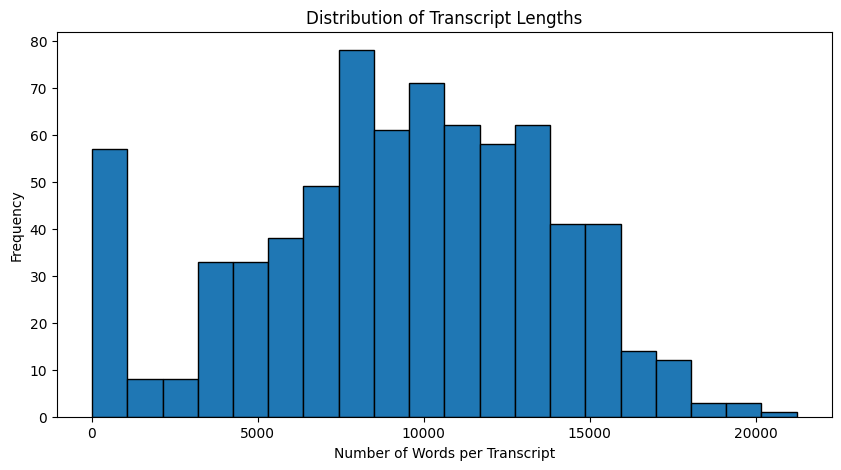 Distribution of Transcript Lengths
80
70
60
50
40
30
20
10
0
Frequency
0 5000 10000 15000 20000
Number of Words per Transcript